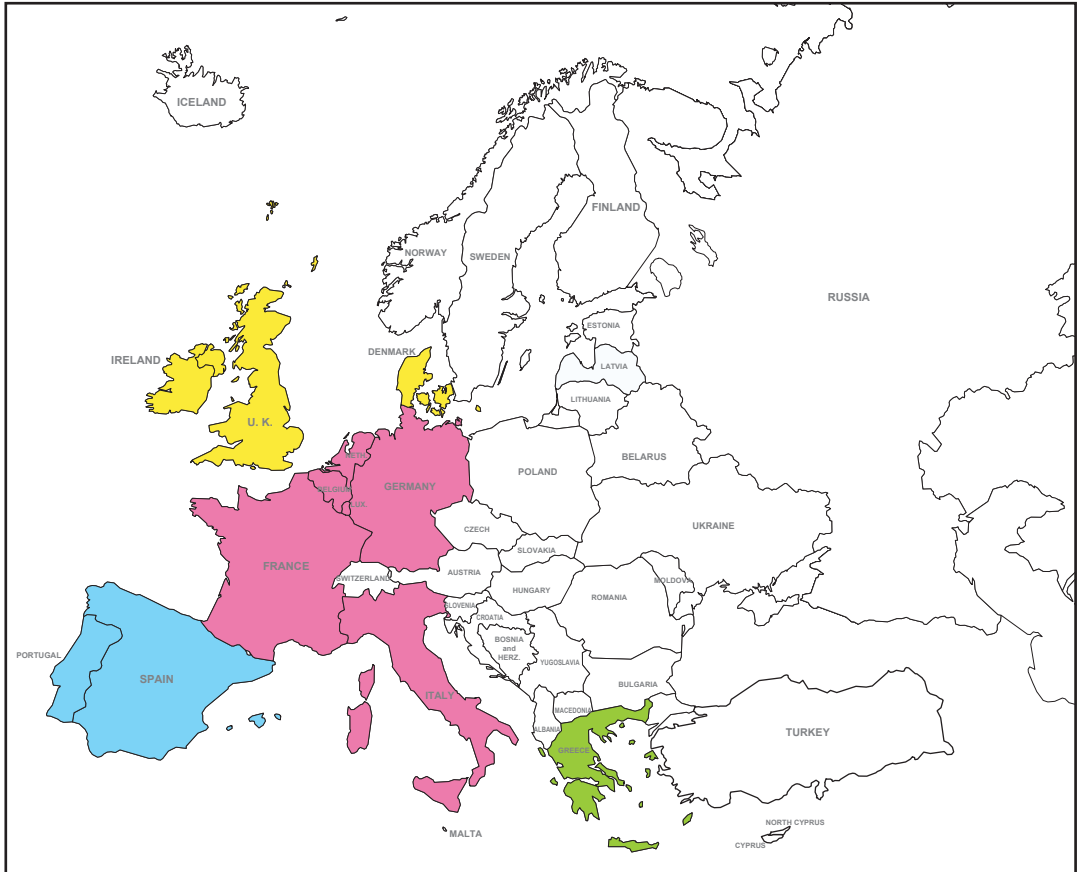 ICELAND
FINLAND
NORWAY
SWEDEN
RUSSIA
ESTONIA
DENMARK
IRELAND
LATVIA
LITHUANIA
U. K.
NETH.
BELARUS
POLAND
GERMANY
BELGIUM
LUX.
UKRAINE
CZECH
SLOVAKIA
FRANCE
AUSTRIA
SWITZERLAND
MOLDOVA
HUNGARY
ROMANIA
SLOVENIA
CROATIA
BOSNIA
and
HERZ.
PORTUGAL
YUGOSLAVIA
SPAIN
BULGARIA
ITALY
MACEDONIA
ALBANIA
TURKEY
GREECE
NORTH CYPRUS
MALTA
CYPRUS